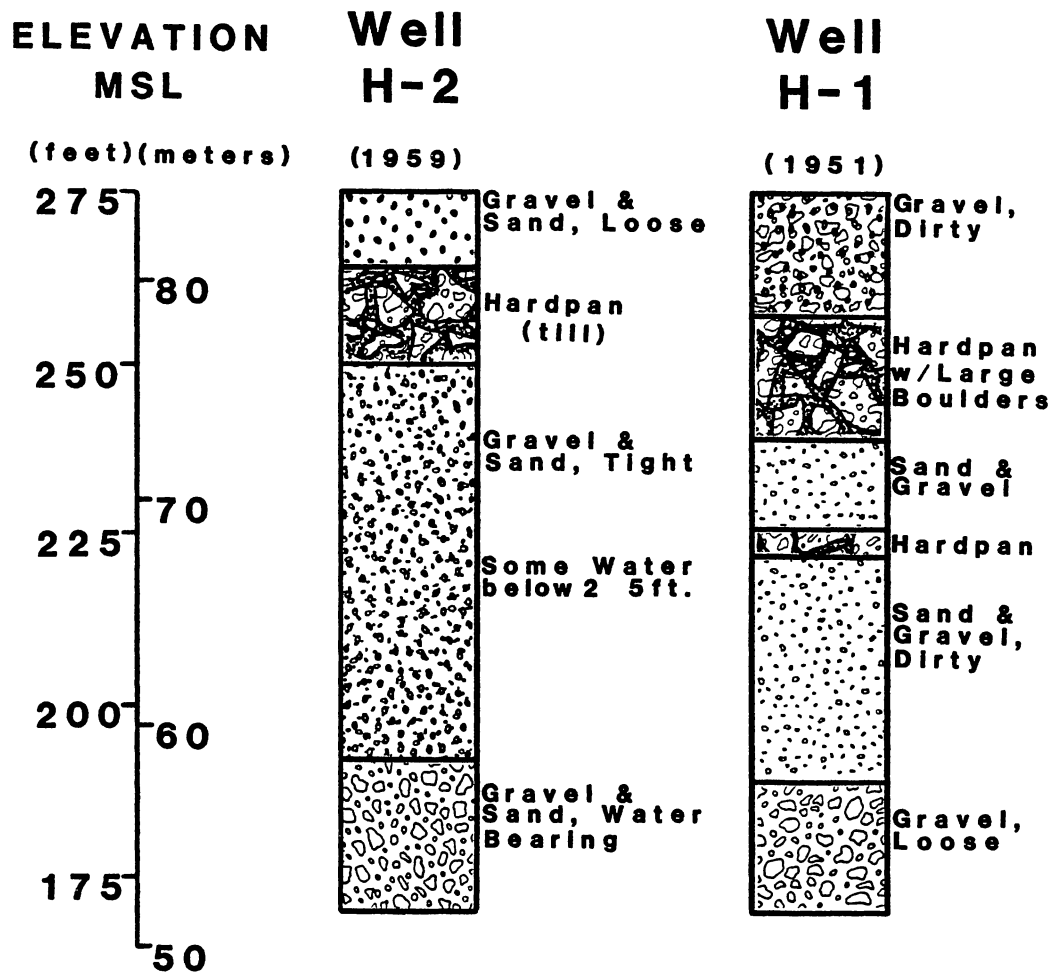 ELEVATION
MSL
(feet)(meters)
275
80
250
70
225
200
60
175
50
Well
H-2
(1959)
Gravel &
Sand, Loose
Hardpan
(till)
Gravel &
Sand, Tight
Some Water
below2 5ft.
Gravel &
Sand, Water
Bearing
Well
H-1
(1951)
Gravel,
Dirty
Hardpan
w/Large
Boulders
Sand &
Gravel
Hardpan
Sand &
Gravel,
Dirty
Gravel,
Loose